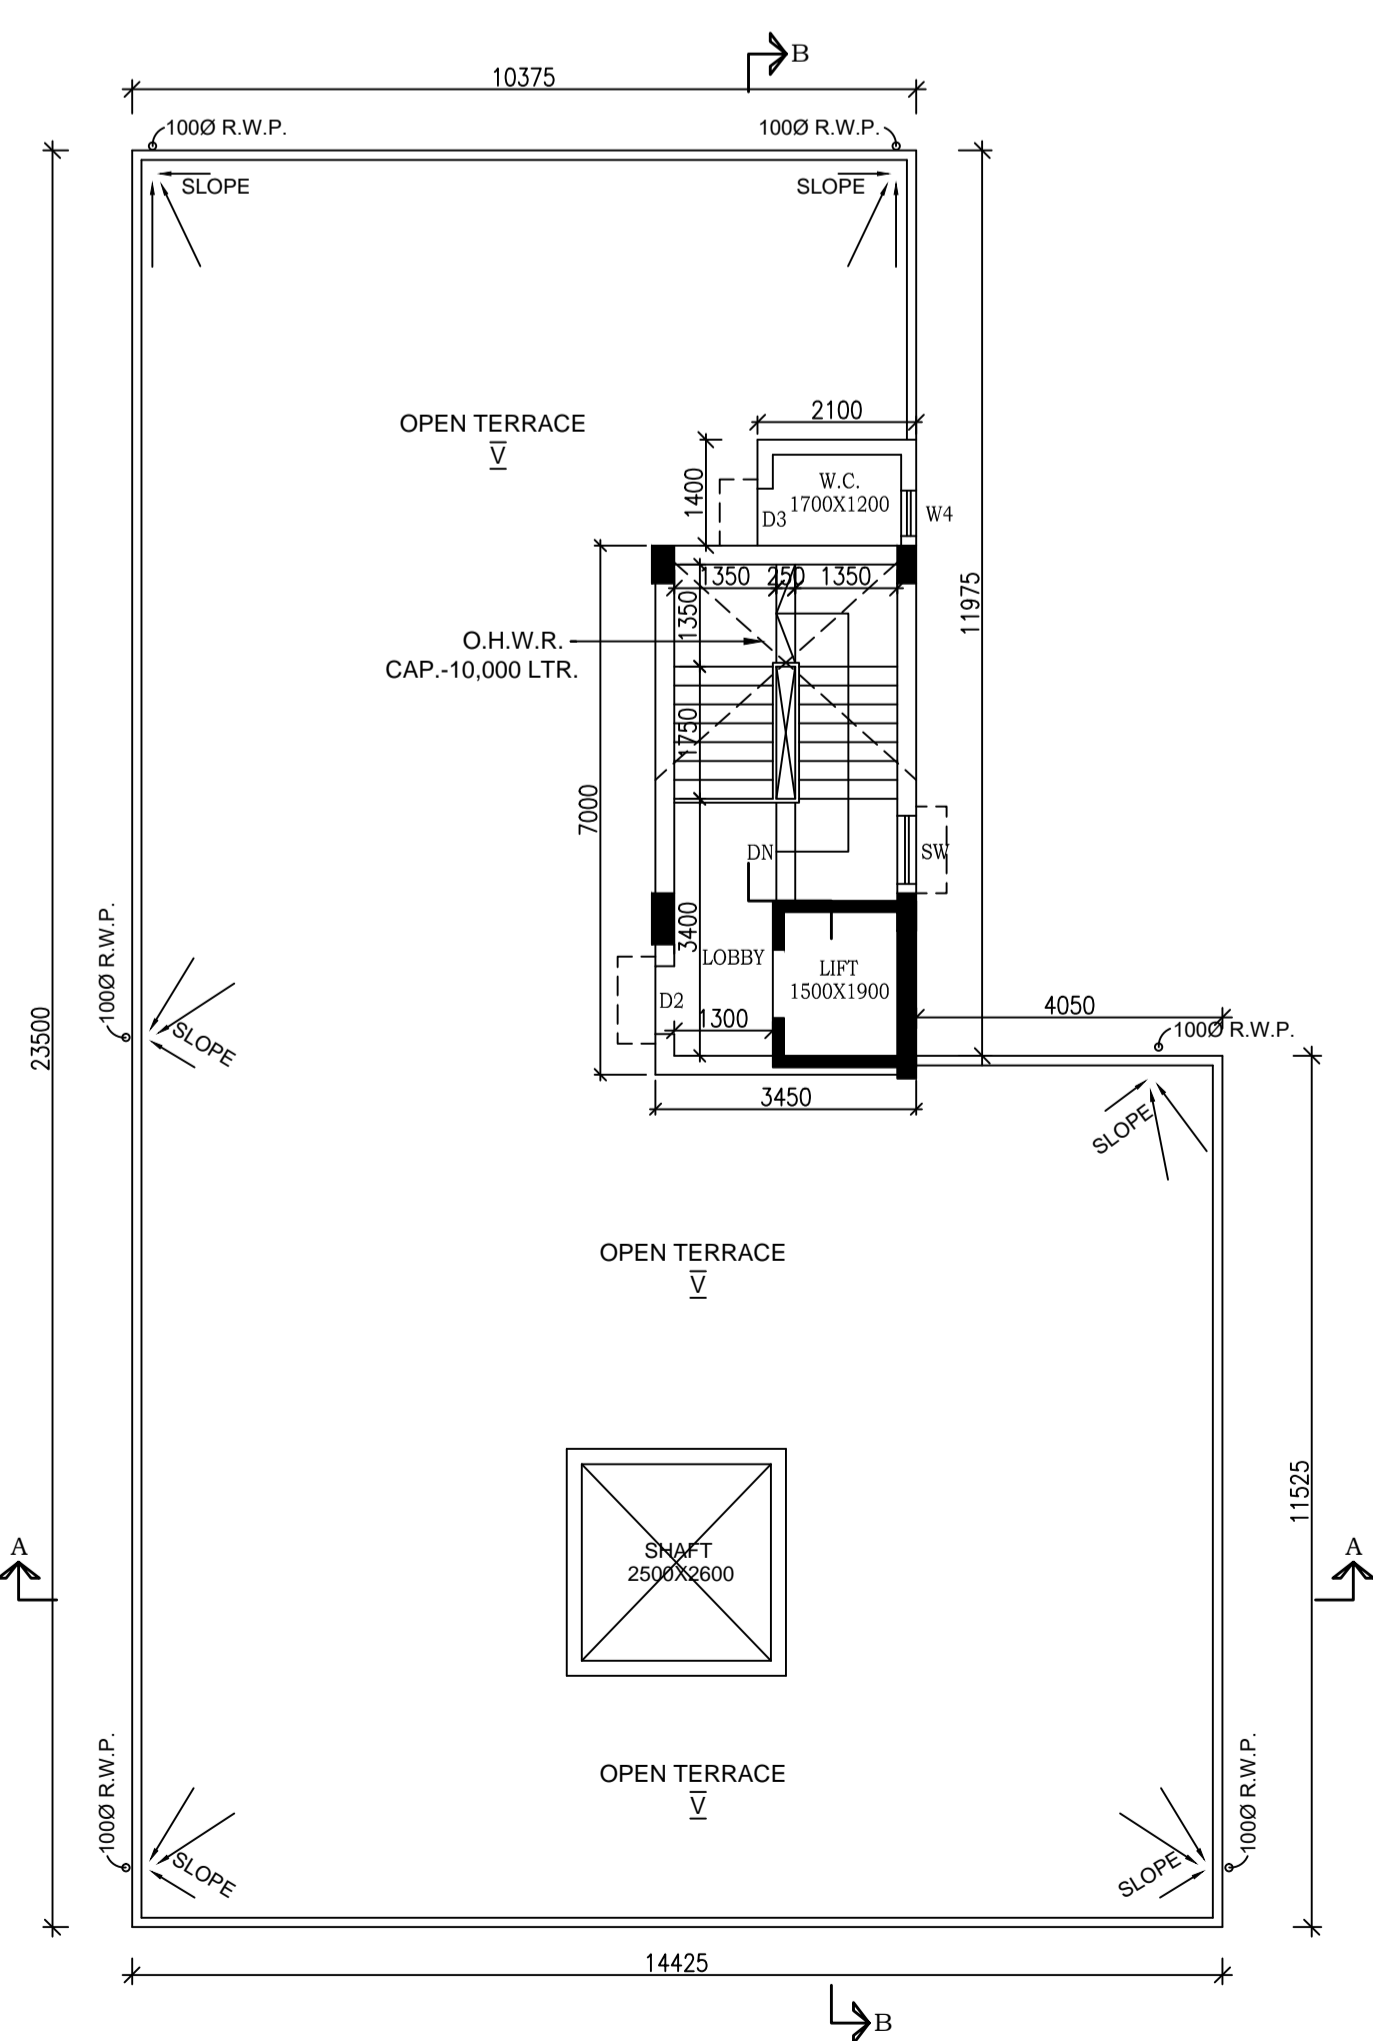 B
10375
100Ø R.W.P.
100Ø R.W.P.
SLOPE
SLOPE
OPEN TERRACE
V
2100
1400
W.C.
1700X1200
D3
W4
1350
250
1350
1350
11975
O.H.W.R.
CAP.-10,000 LTR.
1750
7000
DN
SW
3400
LOBBY
LIFT
1500X1900
D2
1300
100Ø R.W.P.
SLOPE
23500
4050
100Ø R.W.P.
3450
SLOPE
OPEN TERRACE
V
11525
SHAFT
2500X2600
A
A
OPEN TERRACE
V
100Ø R.W.P.
SLOPE
SLOPE
100Ø R.W.P.
14425
B